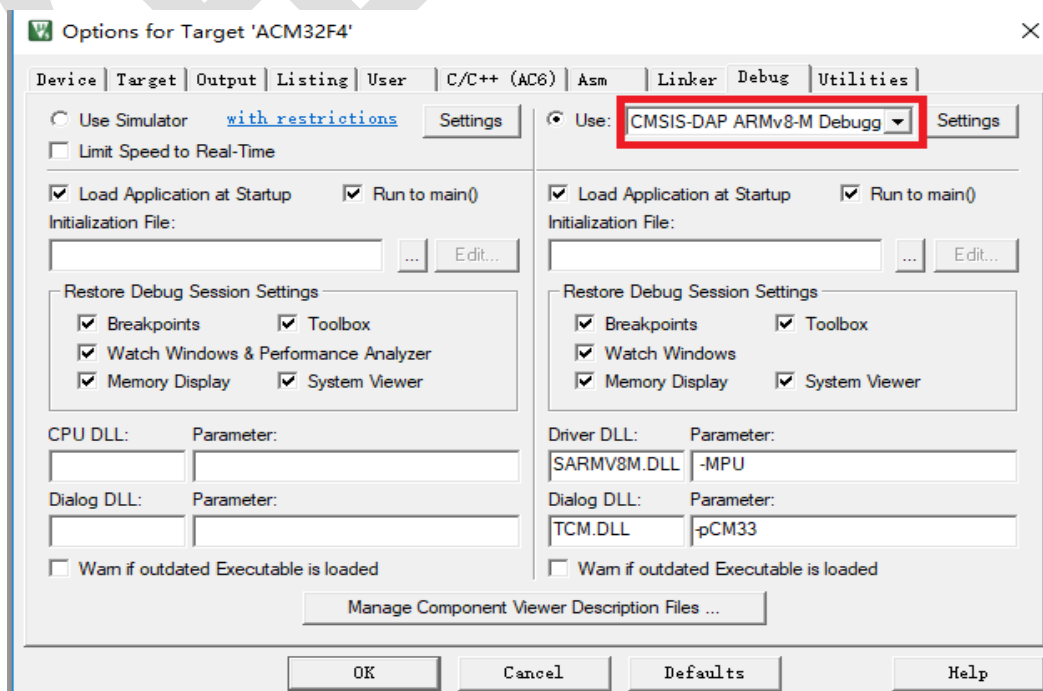 Options for Target 'ACM32F4'
Device Target Output Listing User C/C++ (AC6) Asm Linker Debug Utilities
Use Simulator with restrictions Settings
Limit Speed to Real-Time
Use: CMSIS-DAP ARMv8-M Debugg Settings
Load Application at Startup Run to main()
Initialization File:
... Edit...
Restore Debug Session Settings
Breakpoints Toolbox
Watch Windows & Performance Analyzer
Memory Display System Viewer
CPU DLL: Parameter:
Dialog DLL: Parameter:
Warn if outdated Executable is loaded
Load Application at Startup Run to main()
Initialization File:
... Edit...
Restore Debug Session Settings
Breakpoints Toolbox
Watch Windows
Memory Display System Viewer
Driver DLL: Parameter:
SARMV8M.DLL -MPU
Dialog DLL: Parameter:
TCM.DLL -pCM33
Warn if outdated Executable is loaded
Manage Component Viewer Description Files ...
OK Cancel Defaults Help